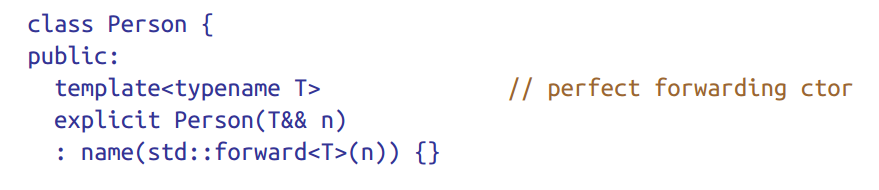 class Person {
public:
  template<typename T>              // perfect forwarding ctor
  explicit Person(T&& n)
  : name(std::forward<T>(n)) {}